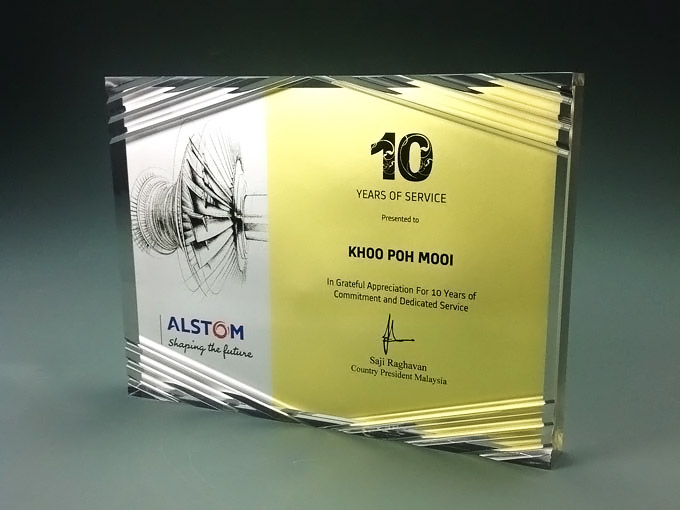 10
YEARS OF SERVICE
Presented to
KHOO POH MOOI
In Grateful Appreciation For 10 Years of
Commitment and Dedicated Service
Saji Raghavan
Country President Malaysia
ALSTOM
Shaping the future